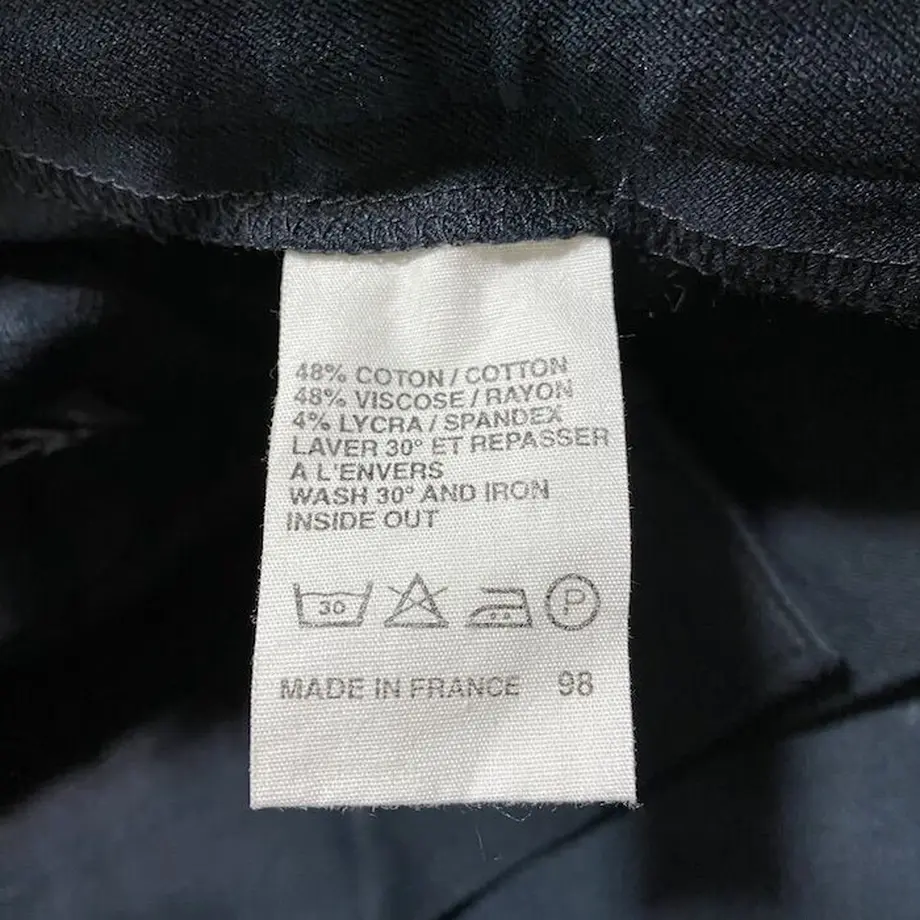 48% COTON / COTTON
48% VISCOSE / RAYON
4% LYCRA / SPANDEX
LAVER 30° ET REPASSER
A L'ENVERS
WASH 30° AND IRON
INSIDE OUT
30 P
MADE IN FRANCE 98